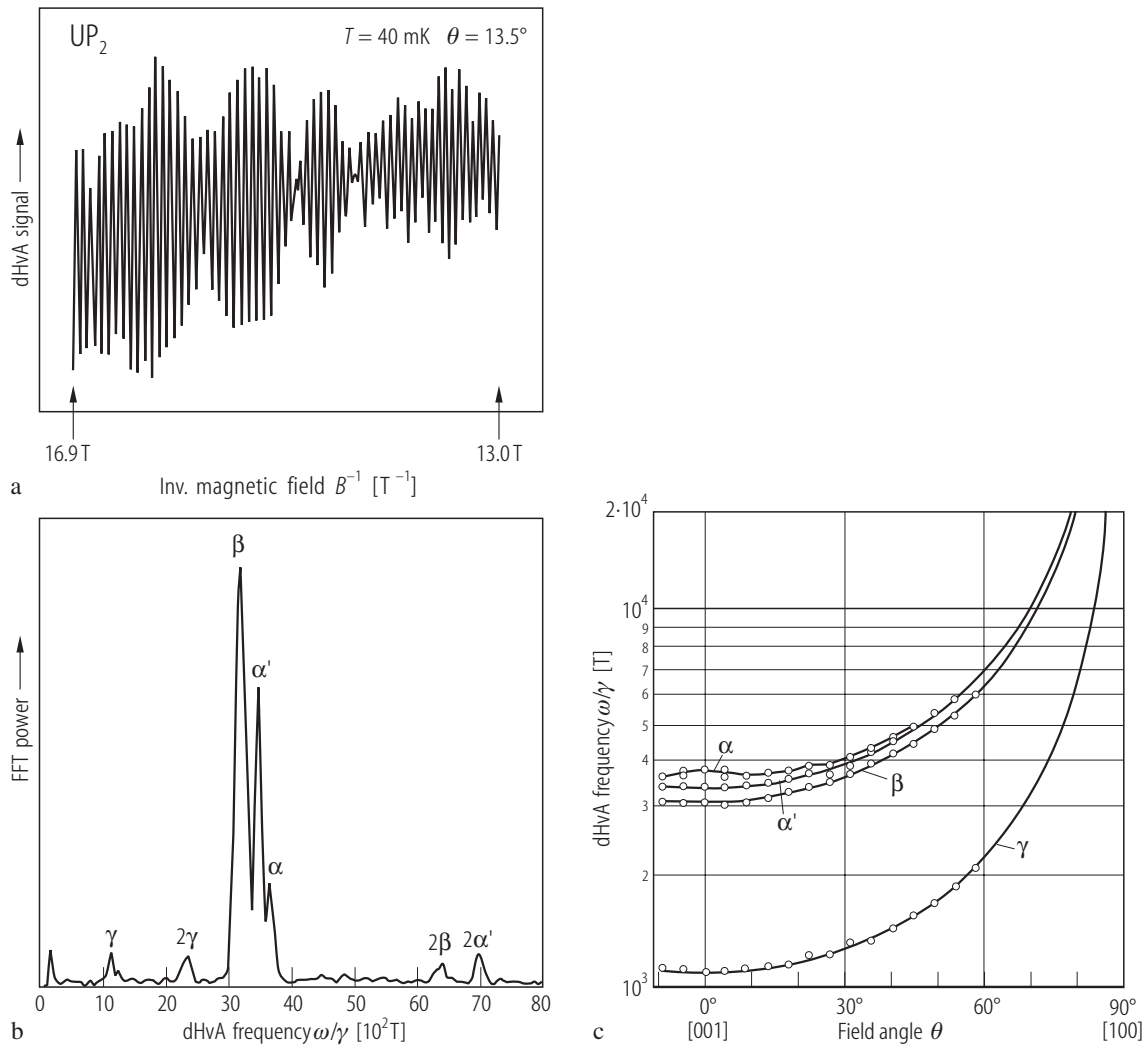 UP₂ T = 40 mK θ = 13.5°
dHvA signal
16.9 T 13.0 T
a Inv. magnetic field B⁻¹ [T⁻¹]
β
α'
α
γ 2γ 2β 2α'
FFT power
0 10 20 30 40 50 60 70 80
b dHvA frequency ω/γ [10²T]
2·10⁴
10⁴
9
8
7
6
5
4
3
2
10³
dHvA frequency ω/γ [T]
α
β
α'
γ
0° 30° 60° 90°
c [001] Field angle θ [100]